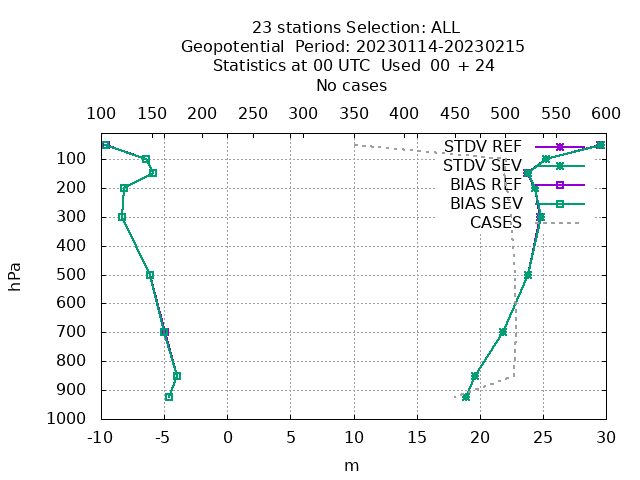 23 stations Selection: ALL
Geopotential  Period: 20230114-20230215
Statistics at 00 UTC  Used  00 + 24
No cases
100 150 200 250 300 350 400 450 500 550 600
STDV REF
STDV SEV
BIAS REF
BIAS SEV
CASES
100
200
300
400
500
600
700
800
900
1000
hPa
-10 -5 0 5 10 15 20 25 30
m